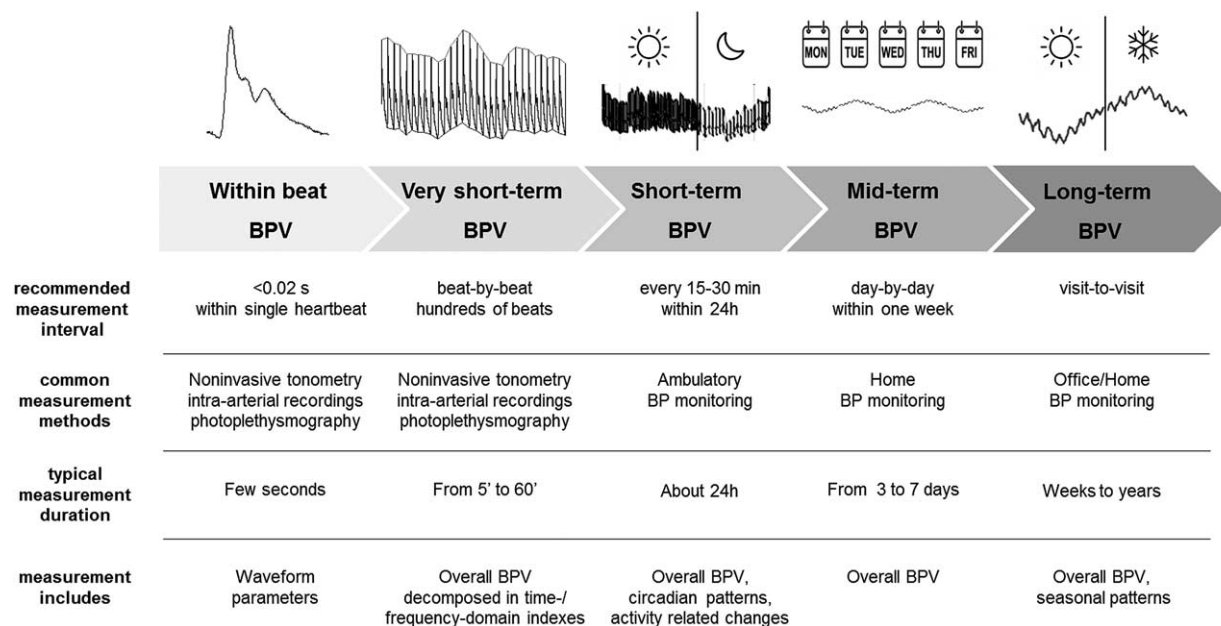 MON TUE WED THU FRI
Within beat
BPV
Very short-term
BPV
Short-term
BPV
Mid-term
BPV
Long-term
BPV
recommended
measurement
interval
<0.02 s
within single heartbeat
beat-by-beat
hundreds of beats
every 15-30 min
within 24h
day-by-day
within one week
visit-to-visit
common
measurement
methods
Noninvasive tonometry
intra-arterial recordings
photoplethysmography
Noninvasive tonometry
intra-arterial recordings
photoplethysmography
Ambulatory
BP monitoring
Home
BP monitoring
Office/Home
BP monitoring
typical
measurement
duration
Few seconds
From 5’ to 60’
About 24h
From 3 to 7 days
Weeks to years
measurement
includes
Waveform
parameters
Overall BPV
decomposed in time-/
frequency-domain indexes
Overall BPV,
circadian patterns,
activity related changes
Overall BPV
Overall BPV,
seasonal patterns